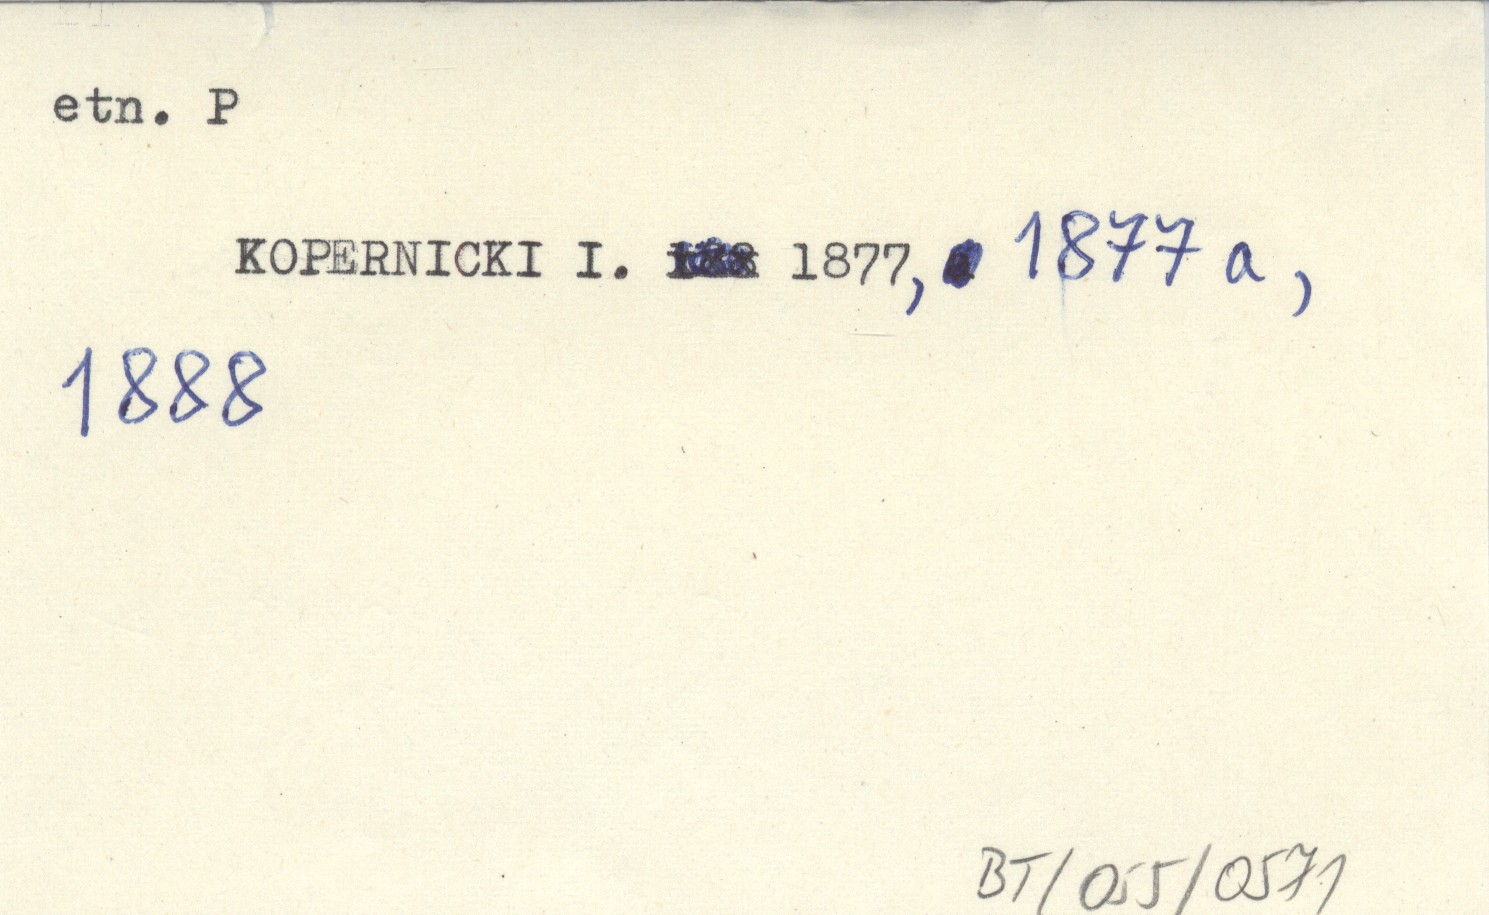 etn. P
KOPERNICKI I. 1877, 1877 a,
1888
BT/055/0571